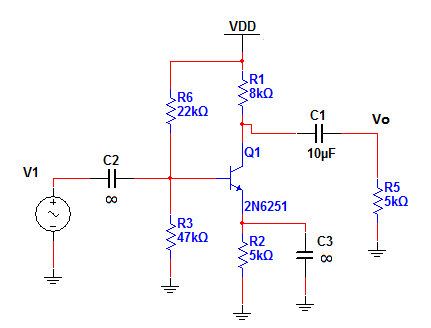 VDD
R1
8kΩ
R6
22kΩ
C1
10µF
Vo
Q1
2N6251
V1
C2
∞
R5
5kΩ
R3
47kΩ
R2
5kΩ
C3
∞